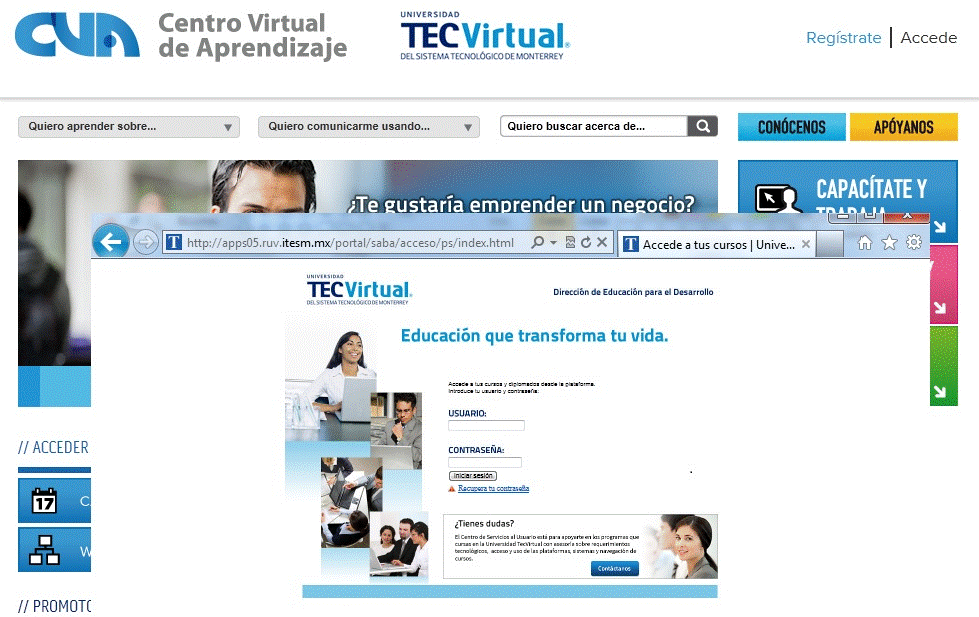 CVA Centro Virtual
de Aprendizaje
UNIVERSIDAD
TECVirtual.
DEL SISTEMA TECNOLÓGICO DE MONTERREY
Regístrate | Accede
Quiero aprender sobre...
Quiero comunicarme usando...
Quiero buscar acerca de...
CONÓCENOS
APÓYANOS
¿Te gustaría emprender un negocio?
CAPACÍTATE Y
TRABAJA
http://apps05.ruv.itesm.mx/portal/saba/acceso/ps/index.html
T Accede a tus cursos | Unive...
UNIVERSIDAD
TECVirtual.
DEL SISTEMA TECNOLÓGICO DE MONTERREY
Dirección de Educación para el Desarrollo
Educación que transforma tu vida.
Accede a tus cursos y diplomados desde la plataforma.
Introduce tu usuario y contraseña:
USUARIO:
CONTRASEÑA:
Iniciar sesión
Recupera tu contraseña
¿Tienes dudas?
El Centro de Servicios al Usuario está para apoyarte en los programas que
cursas en la Universidad TecVirtual con asesoría sobre requerimientos
tecnológicos, acceso y uso de las plataformas, sistemas y navegación de
cursos.
Contáctanos
// ACCEDER
17
C
W
// PROMOTO